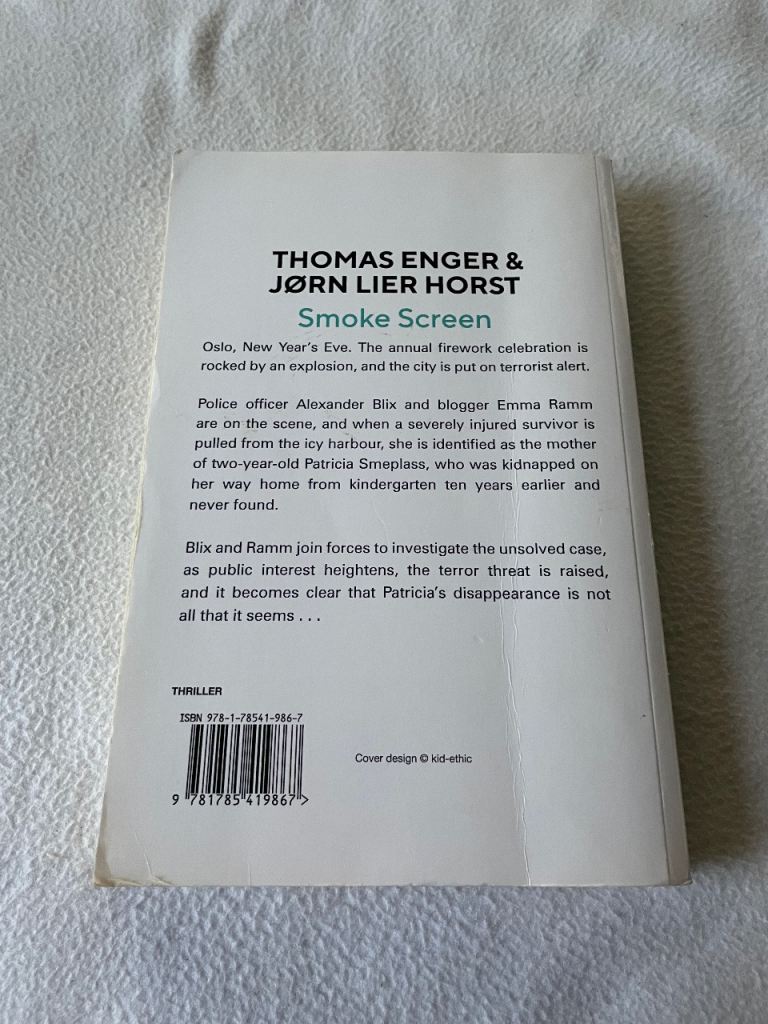 THOMAS ENGER &
JØRN LIER HORST
Smoke Screen
Oslo, New Year's Eve. The annual firework celebration is
rocked by an explosion, and the city is put on terrorist alert.
Police officer Alexander Blix and blogger Emma Ramm
are on the scene, and when a severely injured survivor is
pulled from the icy harbour, she is identified as the mother
of two-year-old Patricia Smeplass, who was kidnapped on
her way home from kindergarten ten years earlier and
never found.
Blix and Ramm join forces to investigate the unsolved case,
as public interest heightens, the terror threat is raised,
and it becomes clear that Patricia's disappearance is not
all that it seems . . .
THRILLER
ISBN 978-1-78541-986-7
Cover design © kid-ethic
9 781785 419867 >